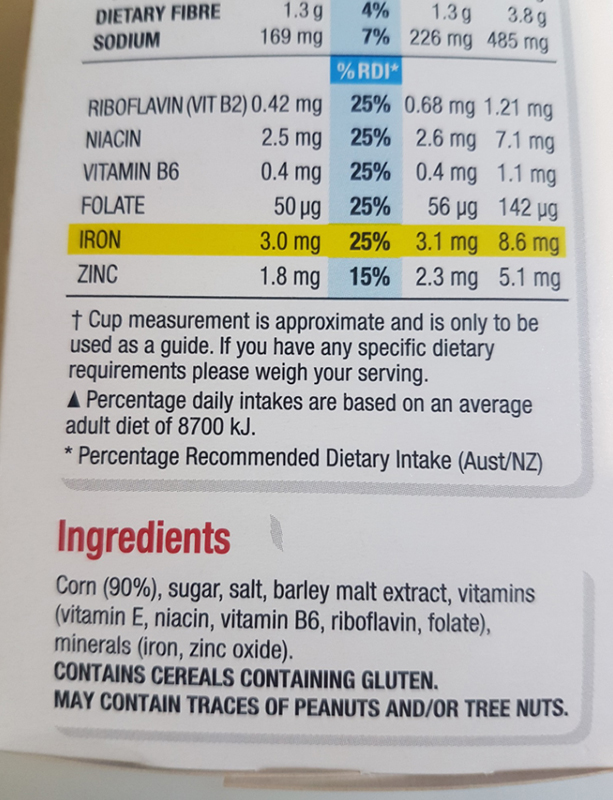 DIETARY FIBRE 1.3 g 4% 1.3 g 3.8 g
SODIUM 169 mg 7% 226 mg 485 mg
% RDI*
RIBOFLAVIN (VIT B2) 0.42 mg 25% 0.68 mg 1.21 mg
NIACIN 2.5 mg 25% 2.6 mg 7.1 mg
VITAMIN B6 0.4 mg 25% 0.4 mg 1.1 mg
FOLATE 50 µg 25% 56 µg 142 µg
IRON 3.0 mg 25% 3.1 mg 8.6 mg
ZINC 1.8 mg 15% 2.3 mg 5.1 mg
† Cup measurement is approximate and is only to be
used as a guide. If you have any specific dietary
requirements please weigh your serving.
▲ Percentage daily intakes are based on an average
adult diet of 8700 kJ.
* Percentage Recommended Dietary Intake (Aust/NZ)
Ingredients
Corn (90%), sugar, salt, barley malt extract, vitamins
(vitamin E, niacin, vitamin B6, riboflavin, folate),
minerals (iron, zinc oxide).
CONTAINS CEREALS CONTAINING GLUTEN.
MAY CONTAIN TRACES OF PEANUTS AND/OR TREE NUTS.